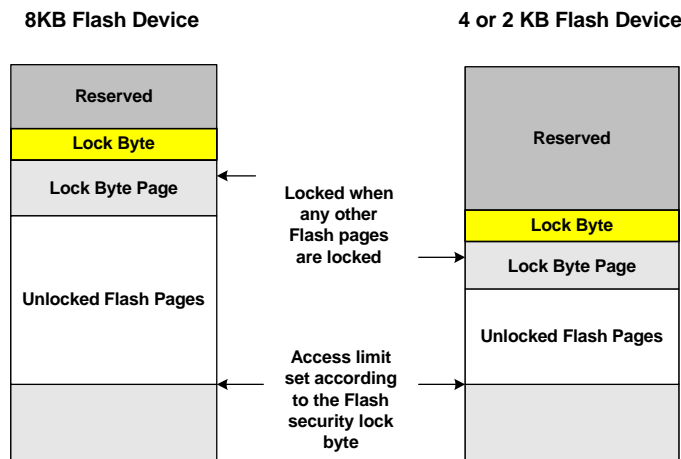 8KB Flash Device
4 or 2 KB Flash Device
Reserved
Lock Byte
Lock Byte Page
Unlocked Flash Pages
Locked when
any other
Flash pages
are locked
Access limit
set according
to the Flash
security lock
byte
Reserved
Lock Byte
Lock Byte Page
Unlocked Flash Pages